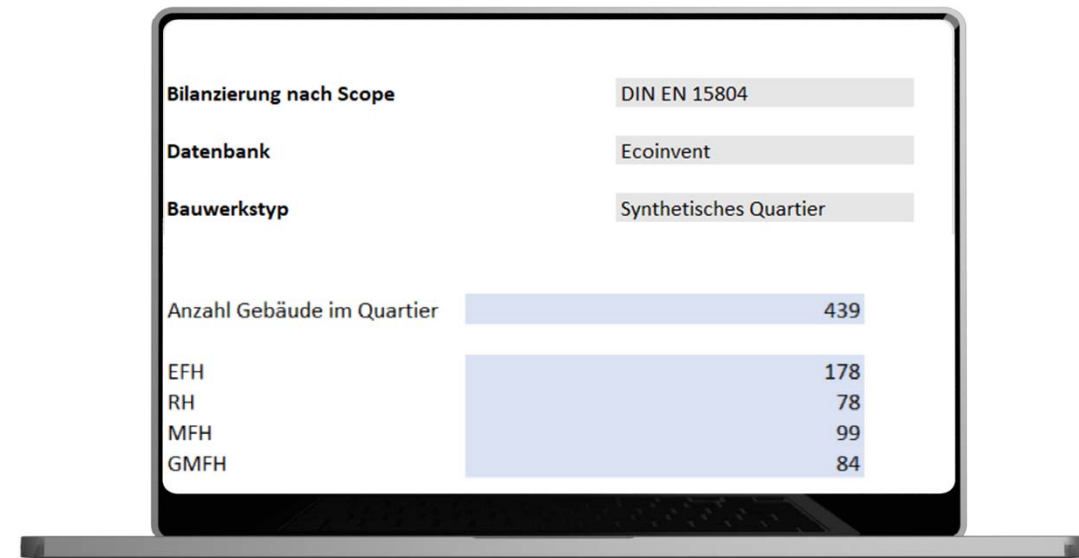 Bilanzierung nach Scope DIN EN 15804
Datenbank Ecoinvent
Bauwerkstyp Synthetisches Quartier
Anzahl Gebäude im Quartier 439
EFH 178
RH 78
MFH 99
GMFH 84